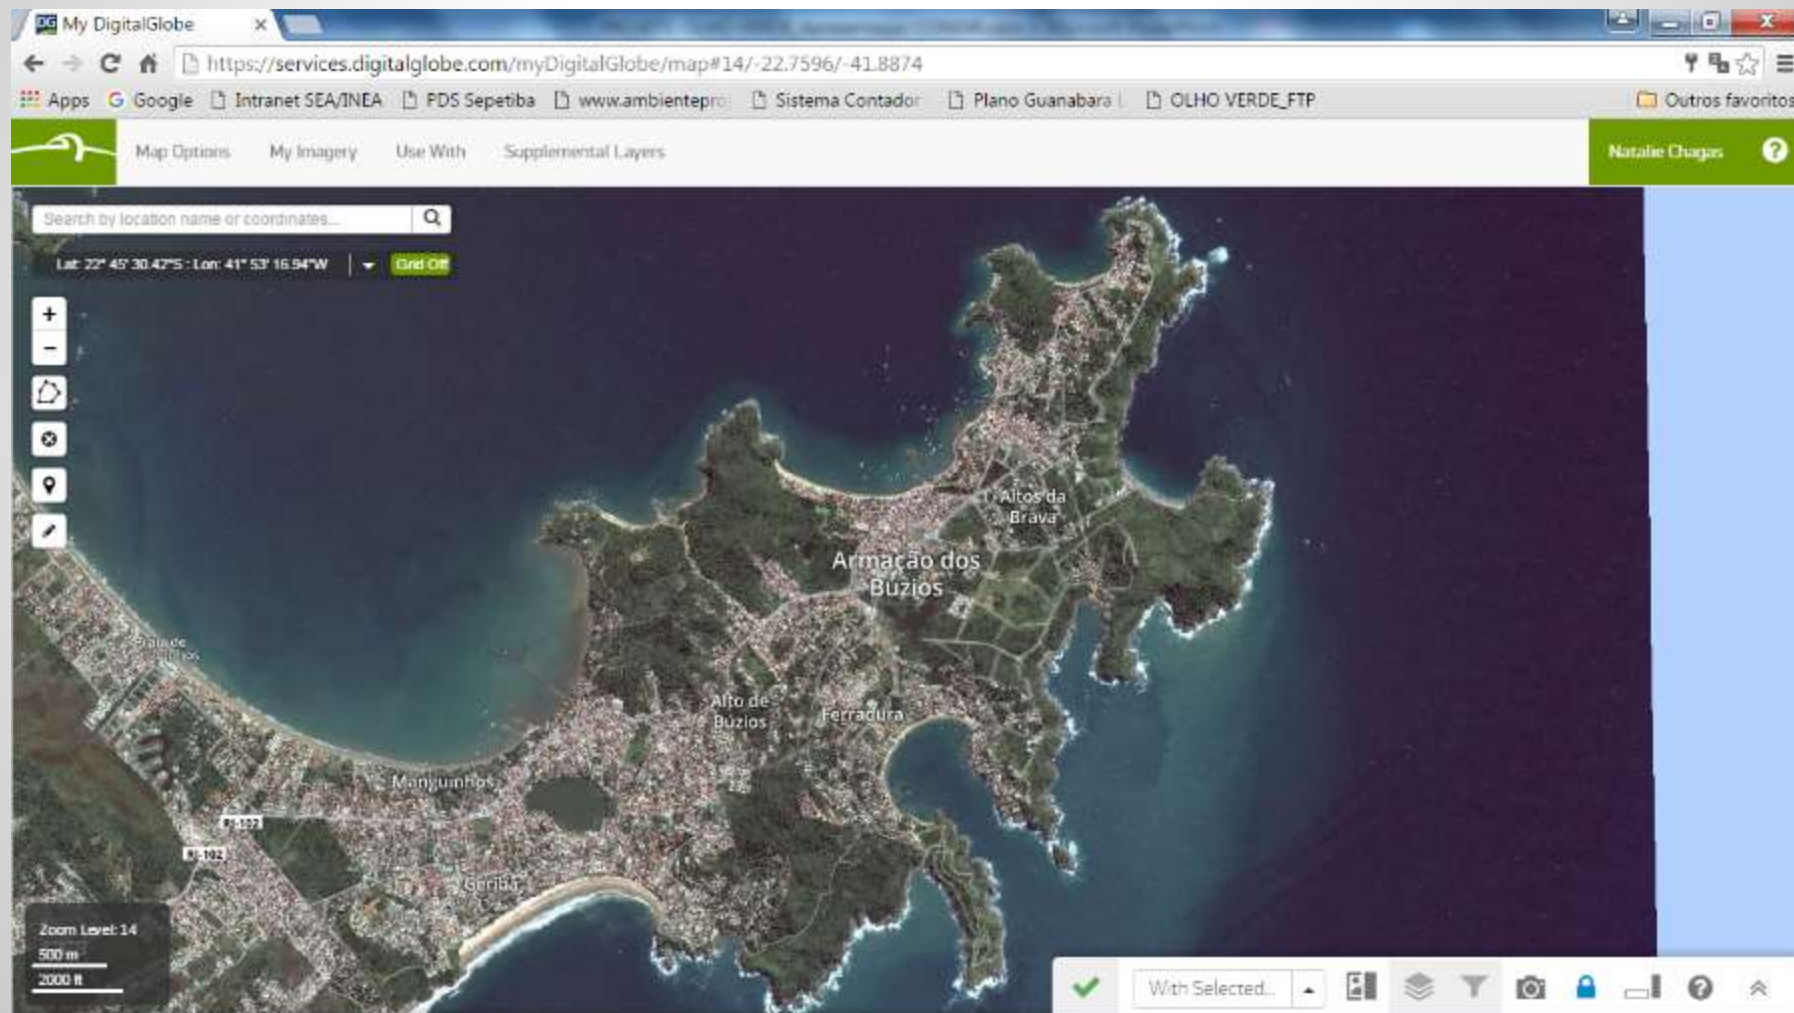 DG My DigitalGlobe
https://services.digitalglobe.com/myDigitalGlobe/map#14/-22.7596/-41.8874
Apps G Google Intranet SEA/INEA PDS Sepetiba www.ambientepro Sistema Contador Plano Guanabara OLHO VERDE_FTP Outros favoritos
Map Options My Imagery Use With Supplemental Layers Natalie Chagas ?
Search by location name or coordinates...
Lat: 22° 45' 30.42"S : Lon: 41° 53' 16.94"W Grid Off
+
−
Altos da
Brava
Armação dos
Búzios
Praia de
Alto de
Búzios
Ferradura
Manguinhos
RJ-102
RJ-102
Geribá
Zoom Level: 14
500 m
2000 ft
With Selected... ?